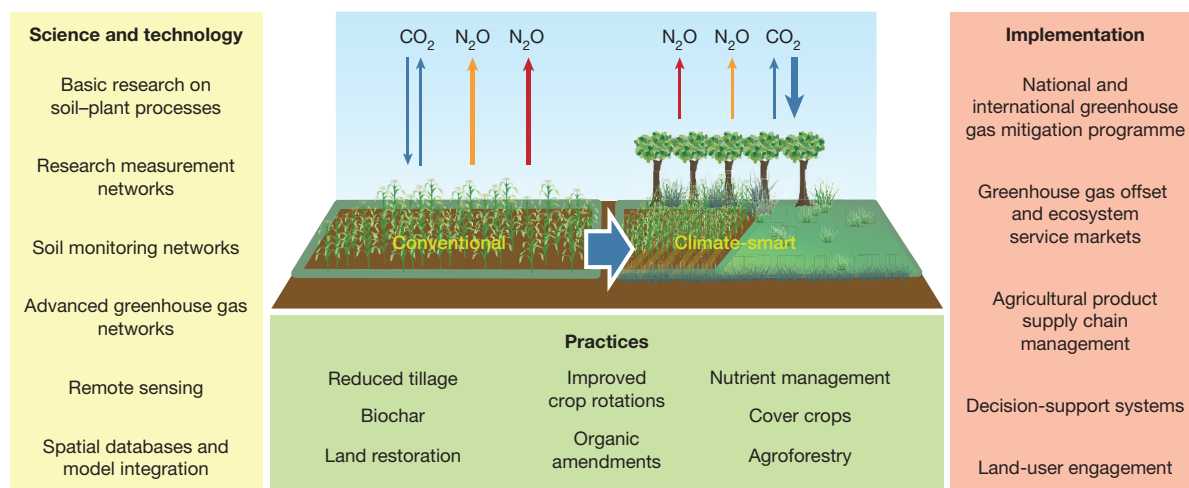 Science and technology
Basic research on
soil–plant processes
Research measurement
networks
Soil monitoring networks
Advanced greenhouse gas
networks
Remote sensing
Spatial databases and
model integration
CO₂ N₂O N₂O
N₂O N₂O CO₂
Conventional
Climate-smart
Practices
Reduced tillage
Biochar
Land restoration
Improved
crop rotations
Organic
amendments
Nutrient management
Cover crops
Agroforestry
Implementation
National and
international greenhouse
gas mitigation programme
Greenhouse gas offset
and ecosystem
service markets
Agricultural product
supply chain
management
Decision-support systems
Land-user engagement